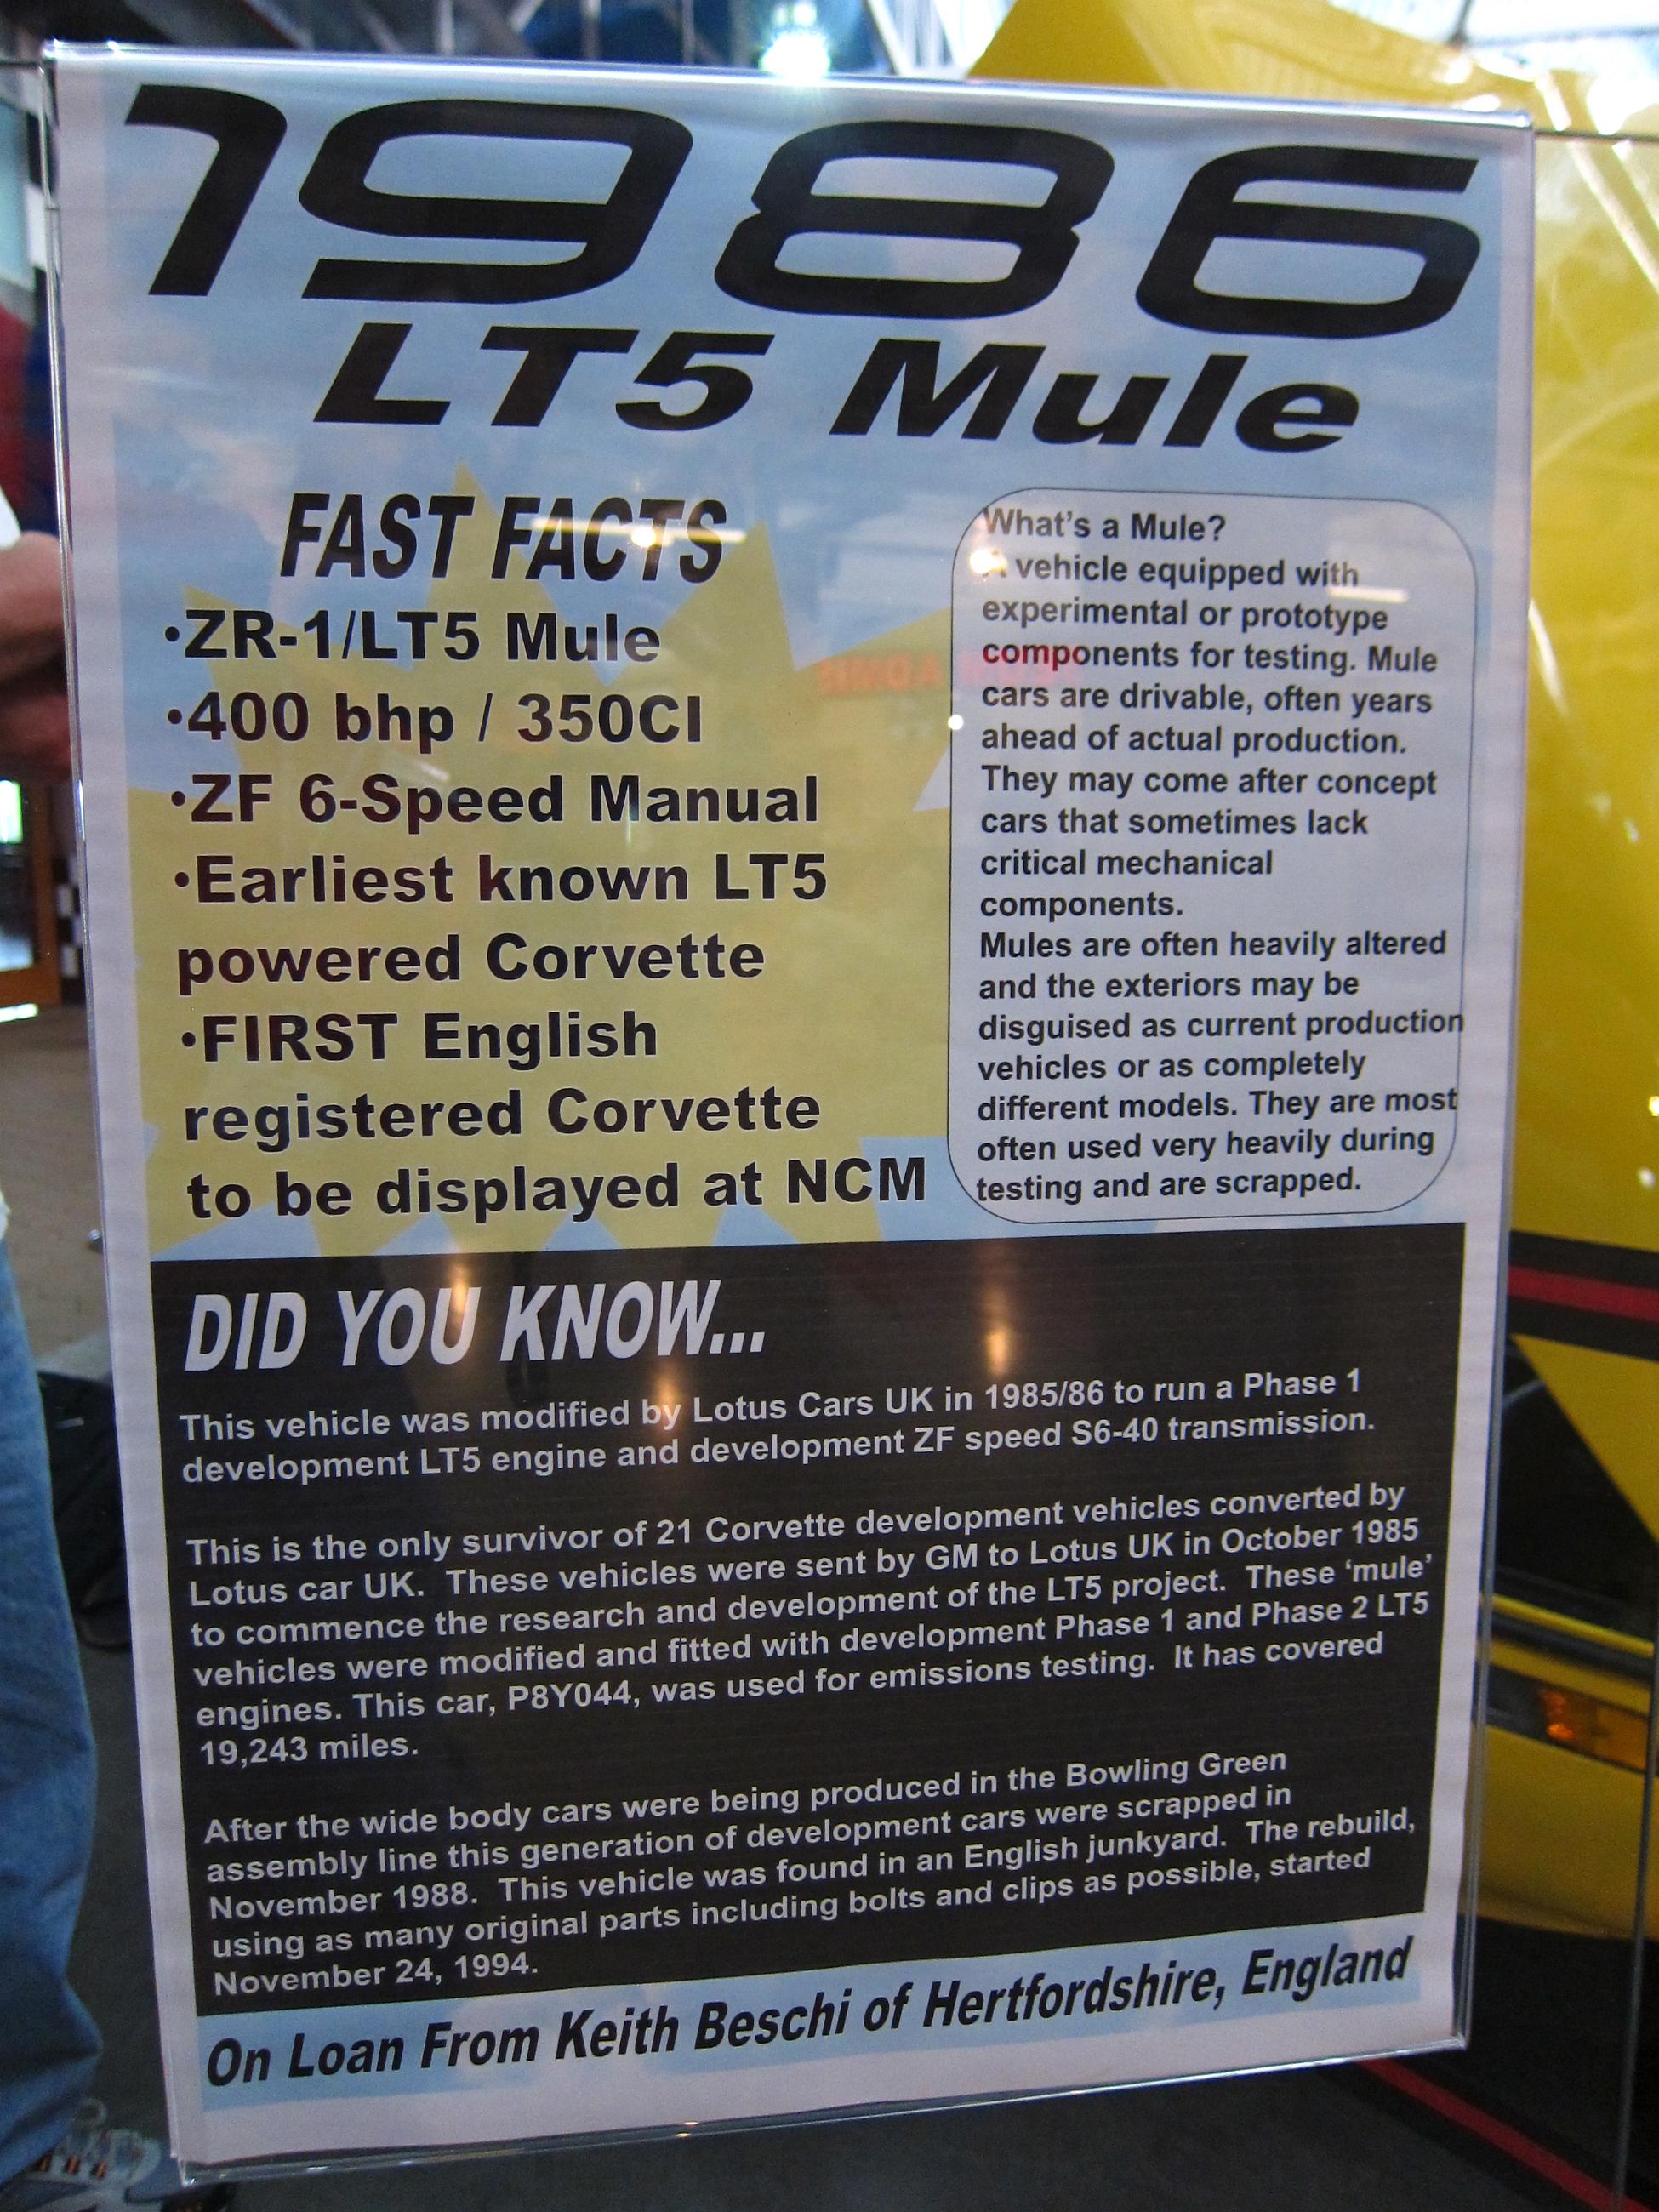 1986
LT5 Mule
FAST FACTS
•ZR-1/LT5 Mule
•400 bhp / 350CI
•ZF 6-Speed Manual
•Earliest known LT5
powered Corvette
•FIRST English
registered Corvette
to be displayed at NCM
What's a Mule?
A vehicle equipped with
experimental or prototype
components for testing. Mule
cars are drivable, often years
ahead of actual production.
They may come after concept
cars that sometimes lack
critical mechanical
components.
Mules are often heavily altered
and the exteriors may be
disguised as current production
vehicles or as completely
different models. They are most
often used very heavily during
testing and are scrapped.
DID YOU KNOW...
This vehicle was modified by Lotus Cars UK in 1985/86 to run a Phase 1
development LT5 engine and development ZF speed S6-40 transmission.
This is the only survivor of 21 Corvette development vehicles converted by
Lotus car UK. These vehicles were sent by GM to Lotus UK in October 1985
to commence the research and development of the LT5 project. These 'mule'
vehicles were modified and fitted with development Phase 1 and Phase 2 LT5
engines. This car, P8Y044, was used for emissions testing. It has covered
19,243 miles.
After the wide body cars were being produced in the Bowling Green
assembly line this generation of development cars were scrapped in
November 1988. This vehicle was found in an English junkyard. The rebuild,
using as many original parts including bolts and clips as possible, started
November 24, 1994.
On Loan From Keith Beschi of Hertfordshire, England